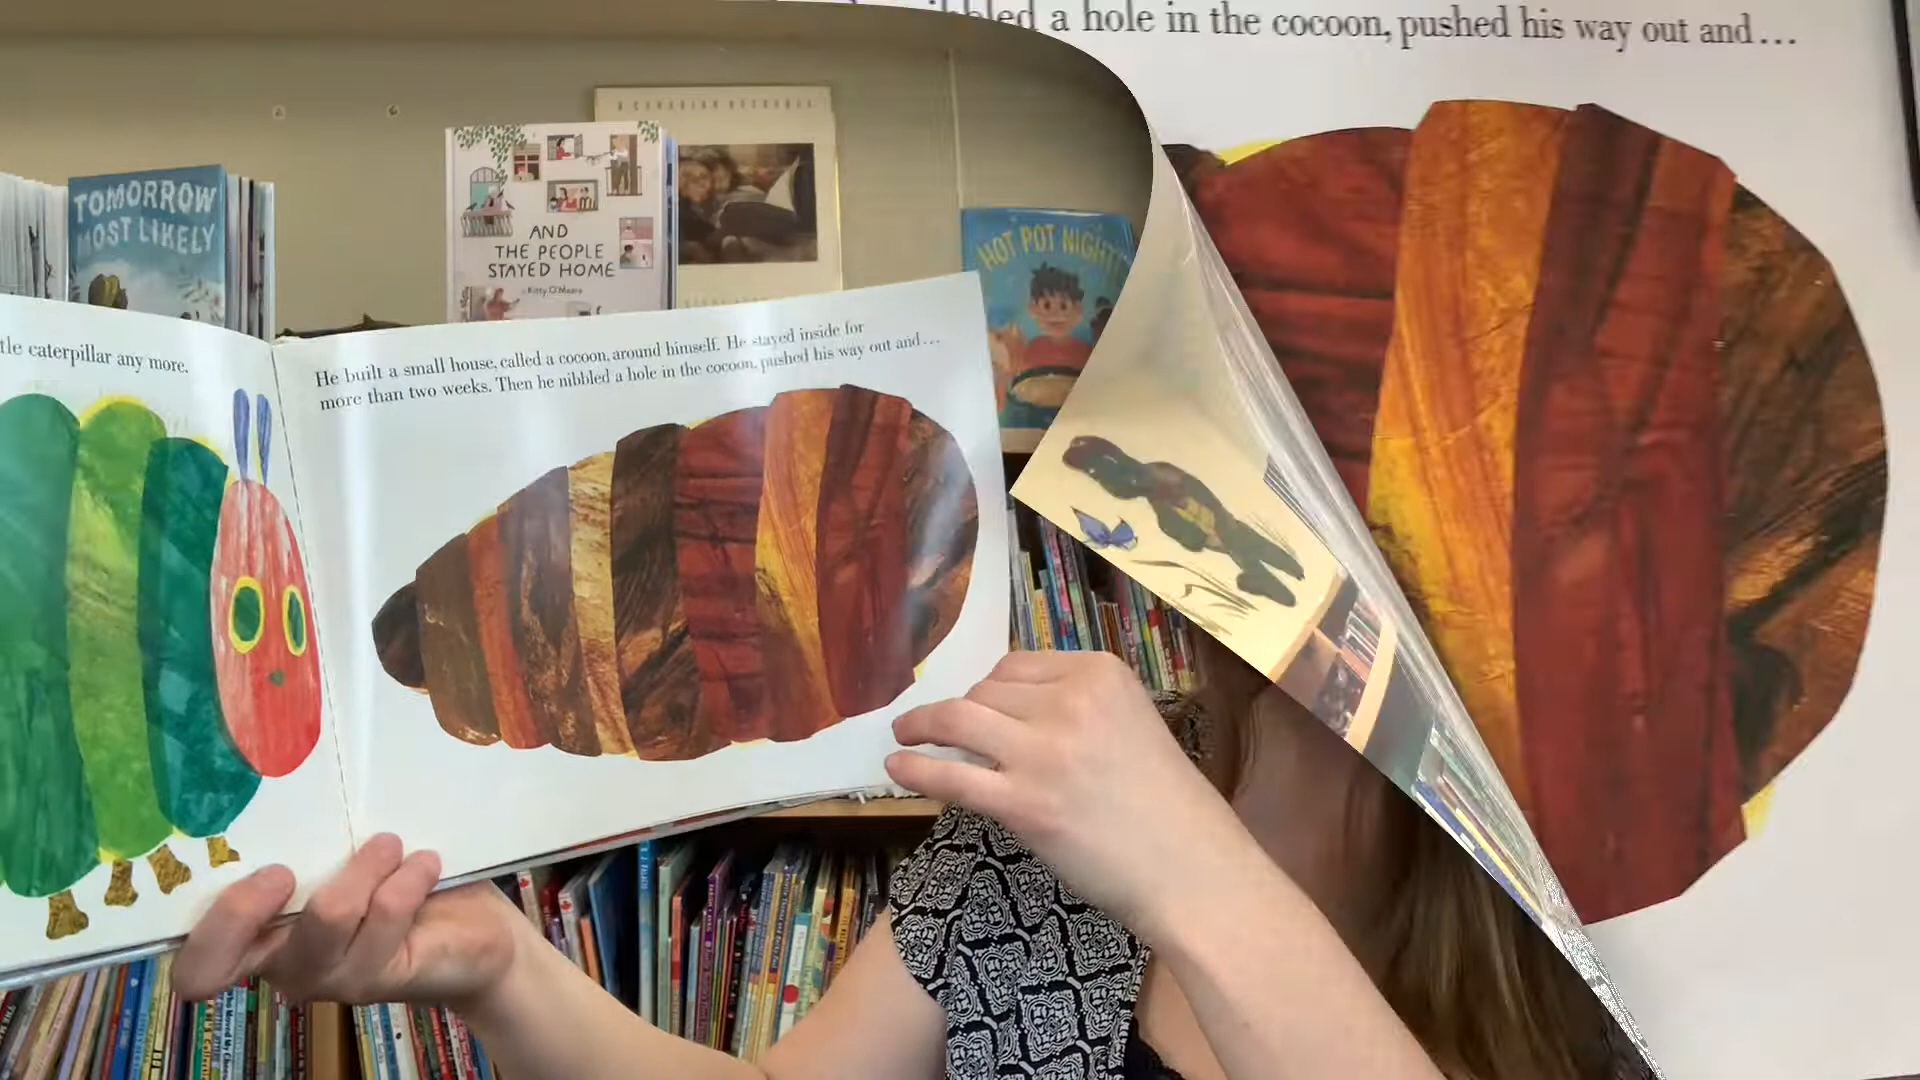 bled a hole in the cocoon, pushed his way out and...
A CANADIAN
TOMORROW
MOST LIKELY
AND
THE PEOPLE
STAYED HOME
Kitty O'Meara
HOT POT NIGHT!
tle caterpillar any more.
He built a small house, called a cocoon, around himself. He stayed inside for
more than two weeks. Then he nibbled a hole in the cocoon, pushed his way out and...